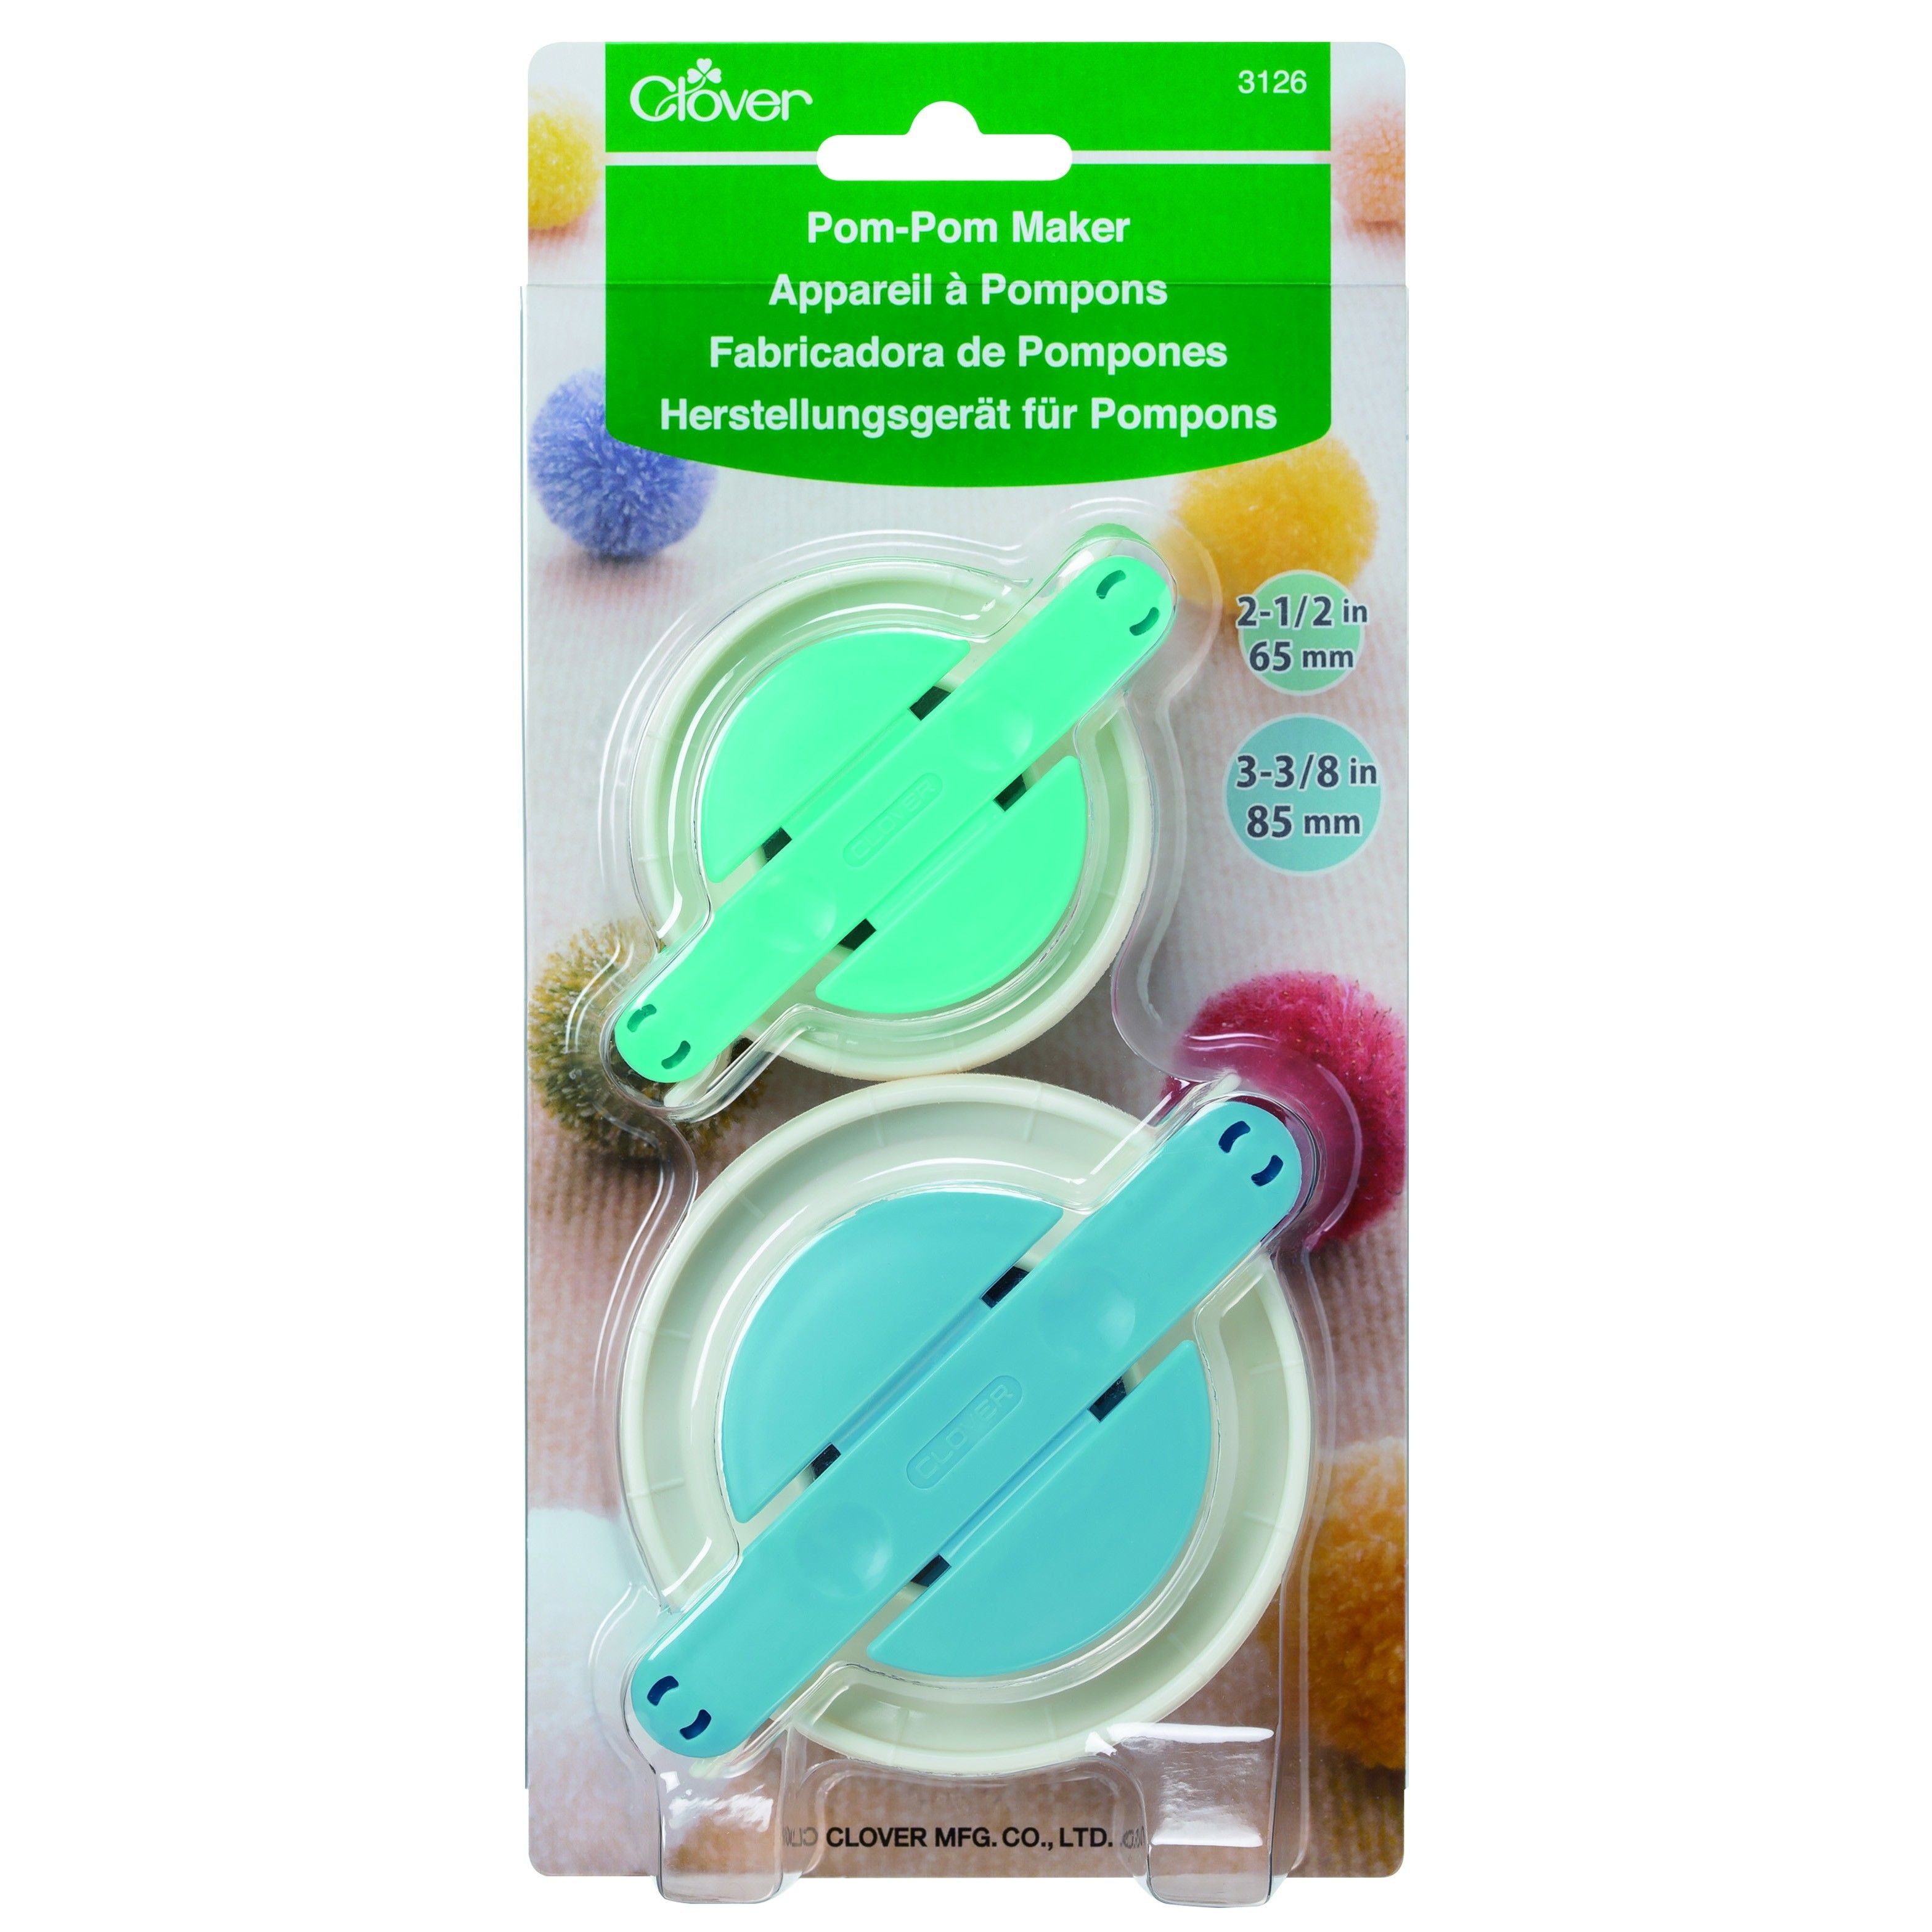 Clover
3126
Pom-Pom Maker
Appareil à Pompons
Fabricadora de Pompones
Herstellungsgerät für Pompons
2-1/2 in
65 mm
3-3/8 in
85 mm
CLOVER
CLOVER
CLOVER MFG. CO., LTD.